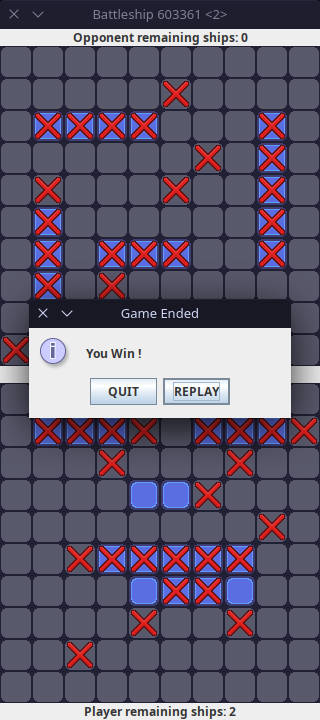 Battleship 603361 <2>
Opponent remaining ships: 0
Game Ended
You Win !
QUIT
REPLAY
Player remaining ships: 2